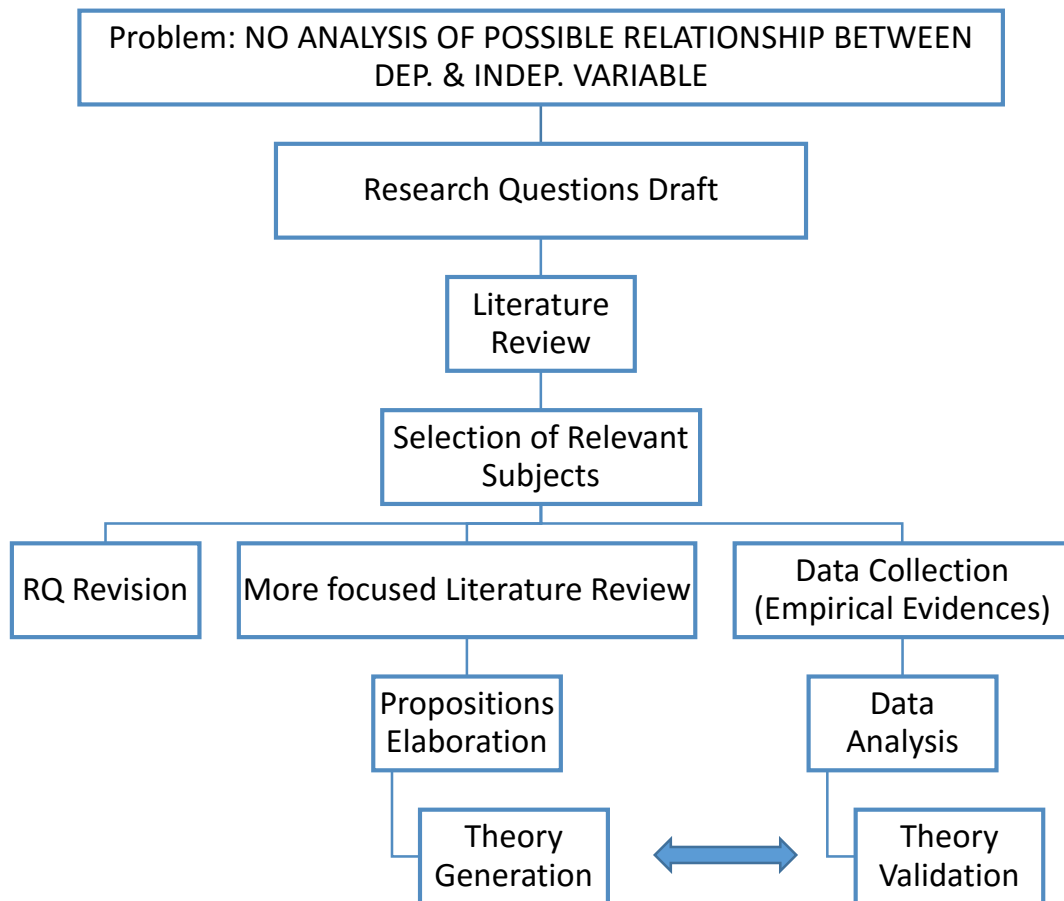 Problem: NO ANALYSIS OF POSSIBLE RELATIONSHIP BETWEEN
DEP. & INDEP. VARIABLE
Research Questions Draft
Literature
Review
Selection of Relevant
Subjects
RQ Revision
More focused Literature Review
Data Collection
(Empirical Evidences)
Propositions
Elaboration
Data
Analysis
Theory
Generation
Theory
Validation